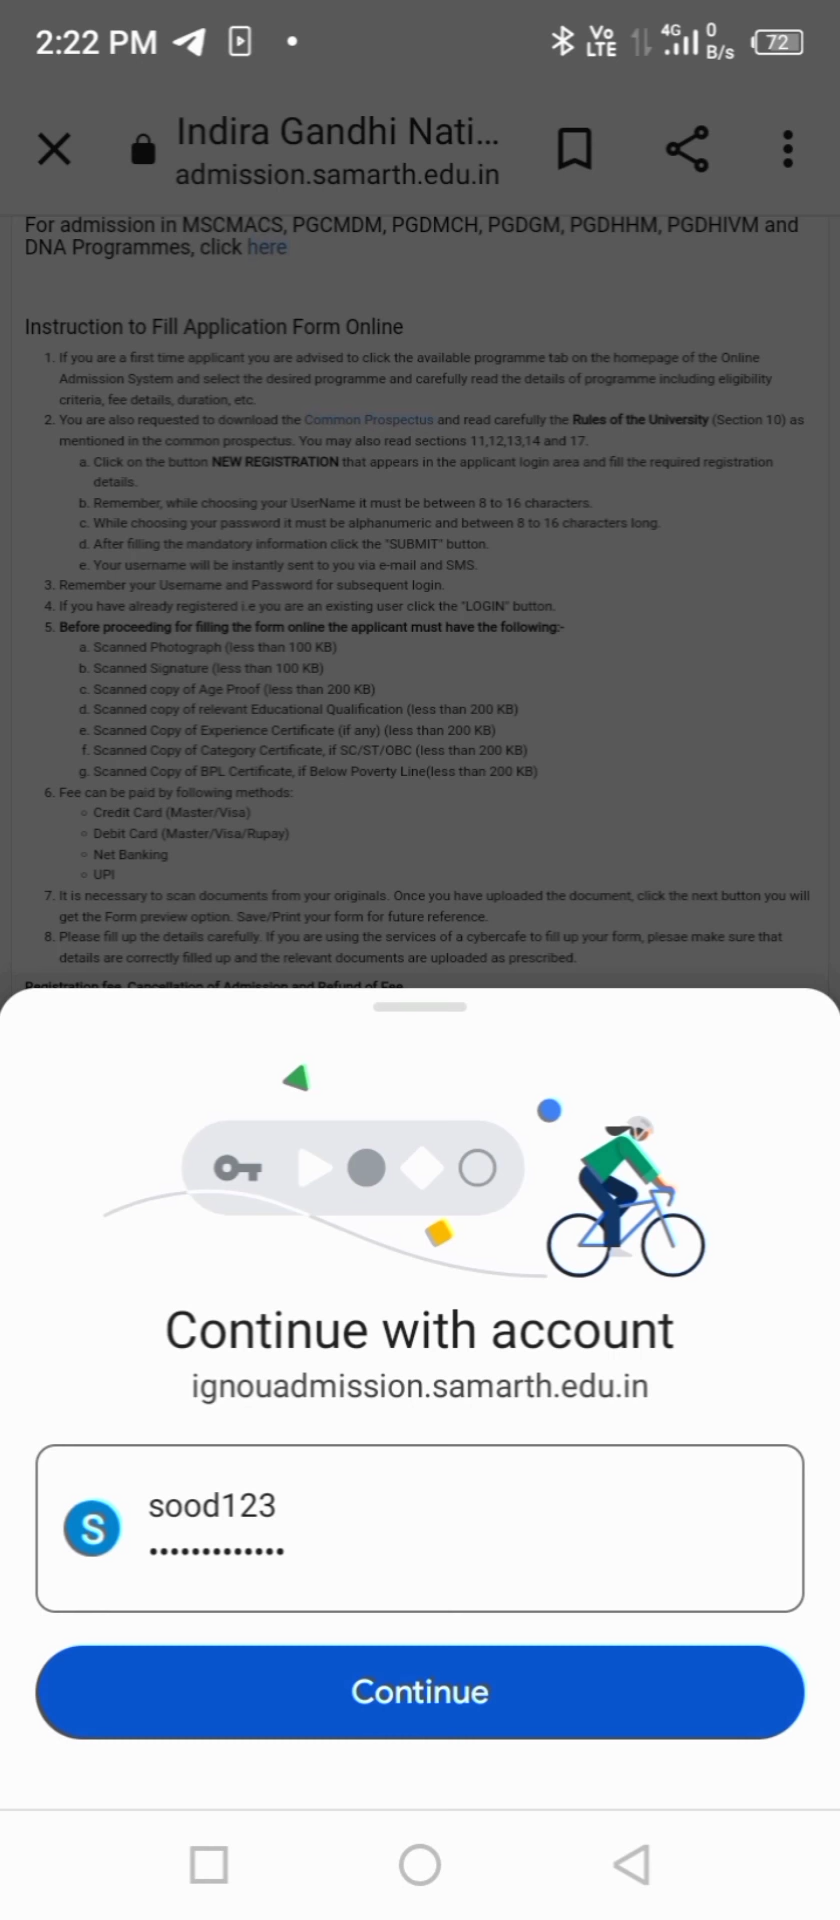 2:22 PM
Vo LTE 4G 0 B/s 72
Indira Gandhi Nati...
admission.samarth.edu.in
For admission in MSCMACS, PGCMDM, PGDMCH, PGDGM, PGDHHM, PGDHIVM and
DNA Programmes, click here
Instruction to Fill Application Form Online
1. If you are a first time applicant you are advised to click the available programme tab on the homepage of the Online
Admission System and select the desired programme and carefully read the details of programme including eligibility
criteria, fee details, duration, etc.
2. You are also requested to download the Common Prospectus and read carefully the Rules of the University (Section 10) as
mentioned in the common prospectus. You may also read sections 11,12,13,14 and 17.
a. Click on the button NEW REGISTRATION that appears in the applicant login area and fill the required registration
details.
b. Remember, while choosing your UserName it must be between 8 to 16 characters.
c. While choosing your password it must be alphanumeric and between 8 to 16 characters long.
d. After filling the mandatory information click the "SUBMIT" button.
e. Your username will be instantly sent to you via e-mail and SMS.
3. Remember your Username and Password for subsequent login.
4. If you have already registered i.e you are an existing user click the "LOGIN" button.
5. Before proceeding for filling the form online the applicant must have the following:-
a. Scanned Photograph (less than 100 KB)
b. Scanned Signature (less than 100 KB)
c. Scanned copy of Age Proof (less than 200 KB)
d. Scanned copy of relevant Educational Qualification (less than 200 KB)
e. Scanned Copy of Experience Certificate (if any) (less than 200 KB)
f. Scanned Copy of Category Certificate, if SC/ST/OBC (less than 200 KB)
g. Scanned Copy of BPL Certificate, if Below Poverty Line(less than 200 KB)
6. Fee can be paid by following methods:
Credit Card (Master/Visa)
Debit Card (Master/Visa/Rupay)
Net Banking
UPI
7. It is necessary to scan documents from your originals. Once you have uploaded the document, click the next button you will
get the Form preview option. Save/Print your form for future reference.
8. Please fill up the details carefully. If you are using the services of a cybercafe to fill up your form, plesae make sure that
details are correctly filled up and the relevant documents are uploaded as prescribed.
Registration fee, Cancellation of Admission and Refund of Fee
Continue with account
ignouadmission.samarth.edu.in
S
sood123
•••••••••••••
Continue